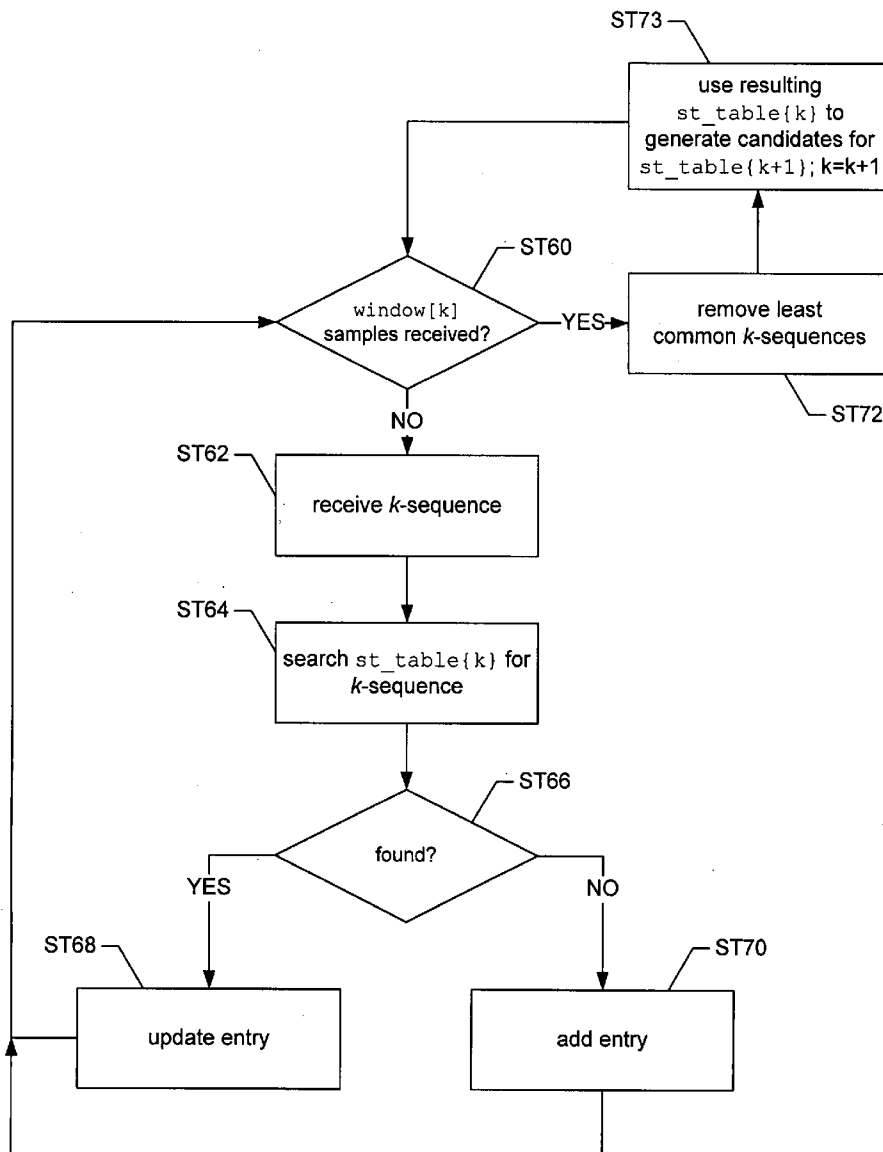 ST73
use resulting
st_table{k} to
generate candidates for
st_table{k+1}; k=k+1
ST60
window[k]
samples received?
YES
remove least
common k-sequences
ST72
NO
ST62
receive k-sequence
ST64
search st_table{k} for
k-sequence
ST66
found?
YES
NO
ST68
ST70
update entry
add entry